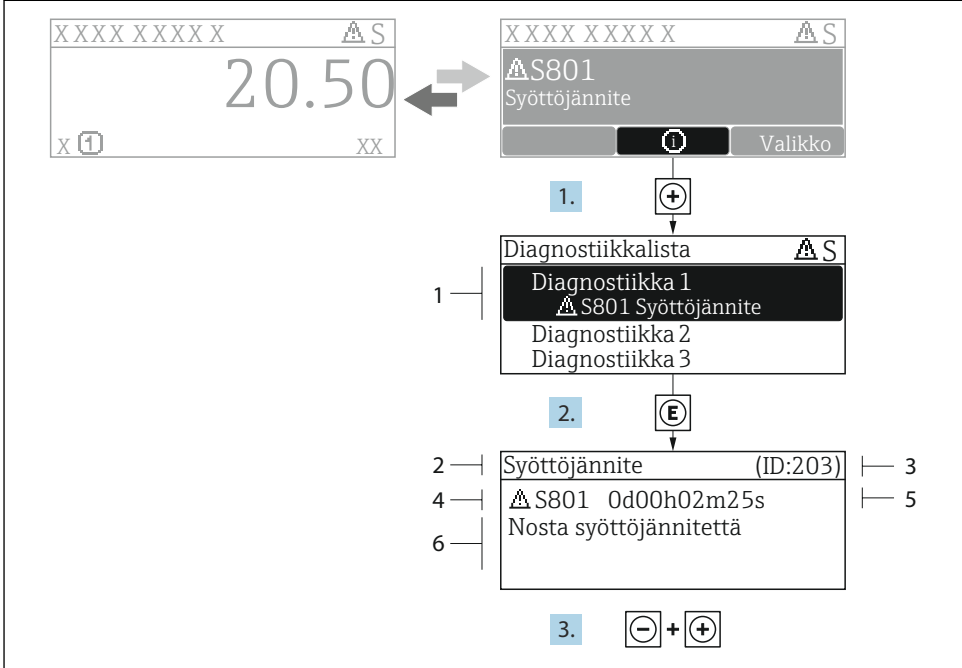 XXXX XXXXX ⚠S
20.50
X ① XX
XXXX XXXXX ⚠S
⚠S801
Syöttöjännite
ⓘ Valikko
1. +
Diagnostiikkalista ⚠S
1
Diagnostiikka 1
⚠S801 Syöttöjännite
Diagnostiikka 2
Diagnostiikka 3
2. E
2 Syöttöjännite (ID:203) 3
4 ⚠S801 0d00h02m25s 5
6 Nosta syöttöjännitettä
3. − + +